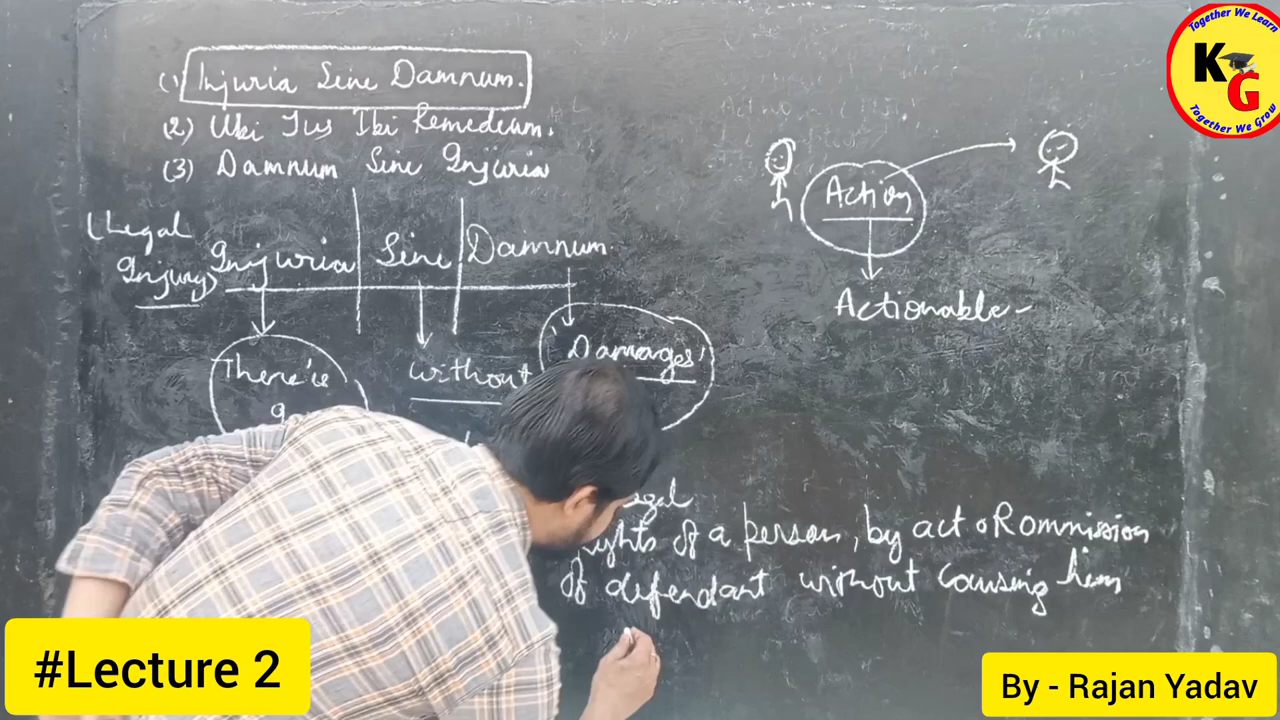 (1) Injuria Sine Damnum.
(2) Ubi Jus Ibi Remedium.
(3) Damnum Sine Injuria
Legal
Injury
Injuria Sine Damnum
There is
a
without
'Damages'
Action
Actionable -
Rights of a person, by act oR ommission
of defendant without causing him
Together We Learn
KG
Together We Grow
#Lecture 2
By - Rajan Yadav